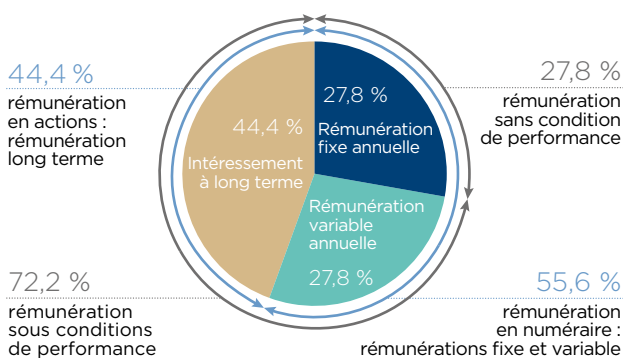 44,4 %
rémunération
en actions :
rémunération
long terme
27,8 %
rémunération
sans condition
de performance
27,8 %
Rémunération
fixe annuelle
44,4 %
Intéressement
à long terme
Rémunération
variable
annuelle
27,8 %
72,2 %
rémunération
sous conditions
de performance
55,6 %
rémunération
en numéraire :
rémunérations fixe et variable